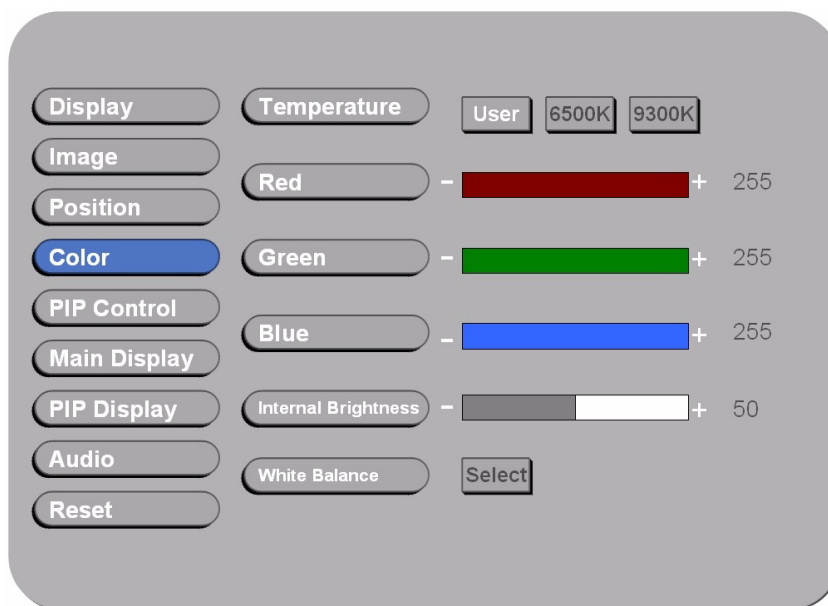 Display
Image
Position
Color
PIP Control
Main Display
PIP Display
Audio
Reset
Temperature User 6500K 9300K
Red - + 255
Green - + 255
Blue - + 255
Internal Brightness - + 50
White Balance Select